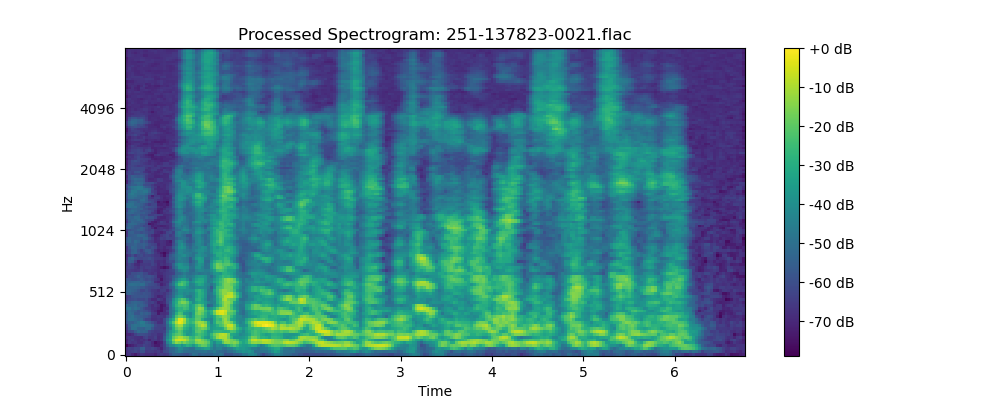 Processed Spectrogram: 251-137823-0021.flac
+0 dB
-10 dB
-20 dB
-30 dB
-40 dB
-50 dB
-60 dB
-70 dB
4096
2048
1024
512
0
Hz
0 1 2 3 4 5 6
Time